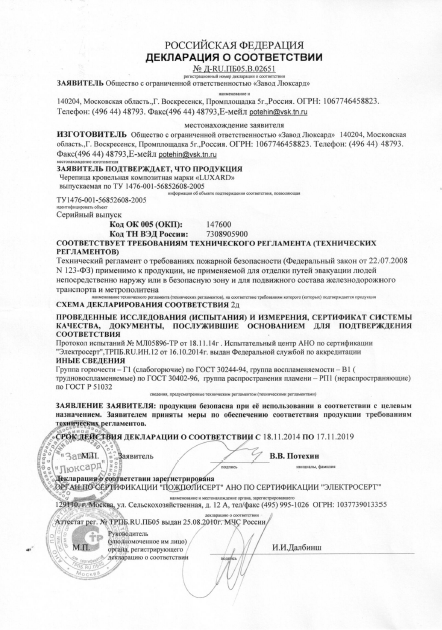 РОССИЙСКАЯ ФЕДЕРАЦИЯ
ДЕКЛАРАЦИЯ О СООТВЕТСТВИИ
№ Д-RU.ПБ05.В.02651
регистрационный номер декларации о соответствии
ЗАЯВИТЕЛЬ Общество с ограниченной ответственностью «Завод Люксард»
наименование и
140204, Московская область.,Г. Воскресенск, Промплощадка 5г.,Россия. ОГРН: 1067746458823.
Телефон: (496 44) 48793. Факс(496 44) 48793,Е-мейл potehin@vsk.tn.ru
местонахождение заявителя
ИЗГОТОВИТЕЛЬ Общество с ограниченной ответственностью «Завод Люксард» 140204, Московская
область.,Г. Воскресенск, Промплощадка 5г.,Россия. ОГРН: 1067746458823. Телефон: (496 44) 48793.
Факс(496 44) 48793,Е-мейл potehin@vsk.tn.ru
ЗАЯВИТЕЛЬ ПОДТВЕРЖДАЕТ, ЧТО ПРОДУКЦИЯ
Черепица кровельная композитная марки «LUXARD»
выпускаемая по ТУ 1476-001-56852608-2005
информация об объекте подтверждения соответствия, позволяющая
ТУ1476-001-56852608-2005
идентифицировать объект
Серийный выпуск
Код ОК 005 (ОКП): 147600
Код ТН ВЭД России: 7308905900
СООТВЕТСТВУЕТ ТРЕБОВАНИЯМ ТЕХНИЧЕСКОГО РЕГЛАМЕНТА (ТЕХНИЧЕСКИХ
РЕГЛАМЕНТОВ)
Технический регламент о требованиях пожарной безопасности (Федеральный закон от 22.07.2008
N 123-ФЗ) применимо к продукции, не применяемой для отделки путей эвакуации людей
непосредственно наружу или в безопасную зону и для подвижного состава железнодорожного
транспорта и метрополитена
наименование технического регламента (технических регламентов), на соответствие требованиям которого (которых) подтверждается продукция
СХЕМА ДЕКЛАРИРОВАНИЯ СООТВЕТСТВИЯ 2д
ПРОВЕДЕННЫЕ ИССЛЕДОВАНИЯ (ИСПЫТАНИЯ) И ИЗМЕРЕНИЯ, СЕРТИФИКАТ СИСТЕМЫ
КАЧЕСТВА, ДОКУМЕНТЫ, ПОСЛУЖИВШИЕ ОСНОВАНИЕМ ДЛЯ ПОДТВЕРЖДЕНИЯ
СООТВЕТСТВИЯ
Протокол испытаний № МЛ05896-ТР от 18.11.14г. Испытательный центр АНО по сертификации
"Электросерт",ТРПБ.RU.ИН.12 от 16.10.2014г. выдан Федеральной службой по аккредитации
ИНЫЕ СВЕДЕНИЯ
Группа горючести – Г1 (слабогорючие) по ГОСТ 30244-94, группа воспламеняемости – В1 (
трудновоспламеняемые) по ГОСТ 30402-96, группа распространения пламени – РП1 (нераспространяющие)
по ГОСТ Р 51032
сведения, предусмотренные техническим регламентом (техническими регламентами)
ЗАЯВЛЕНИЕ ЗАЯВИТЕЛЯ: продукция безопасна при её использовании в соответствии с целевым
назначением. Заявителем приняты меры по обеспечению соответствия продукции требованиям
технических регламентов.
СРОК ДЕЙСТВИЯ ДЕКЛАРАЦИИ О СООТВЕТСТВИИ С 18.11.2014 ПО 17.11.2019
М.П. Заявитель В.В. Потехин
подпись инициалы, фамилия
"Завод Люксард"
Декларация о соответствии зарегистрирована
ОРГАН ПО СЕРТИФИКАЦИИ "ПОЖПОЛИСЕРТ" АНО ПО СЕРТИФИКАЦИИ "ЭЛЕКТРОСЕРТ"
наименование и местонахождение органа, зарегистрировавшего
129110, г. Москва, ул. Сельскохозяйственная, д. 12 А, тел/факс (495) 995-1026 ОГРН: 1037739013355
декларацию о соответствии
Аттестат рег. № ТРПБ.RU.ПБ05 выдан 25.08.2010г. МЧС России
декларацию о соответствии
М.П.
Руководитель
(уполномоченное им лицо)
органа, регистрирующего
декларацию о соответствии
И.И.Далбинш